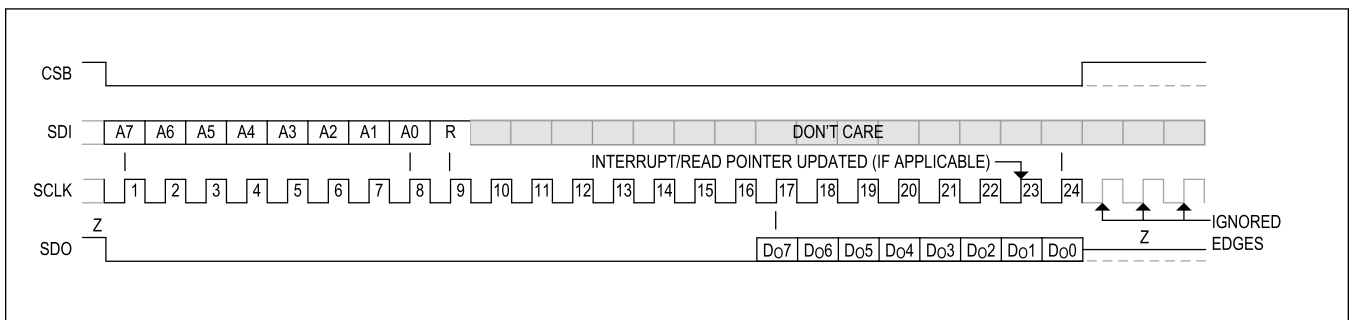 CSB
SDI A7 A6 A5 A4 A3 A2 A1 A0 R DON'T CARE
INTERRUPT/READ POINTER UPDATED (IF APPLICABLE)
SCLK 1 2 3 4 5 6 7 8 9 10 11 12 13 14 15 16 17 18 19 20 21 22 23 24
Z Z IGNORED
SDO DO7 DO6 DO5 DO4 DO3 DO2 DO1 DO0 EDGES